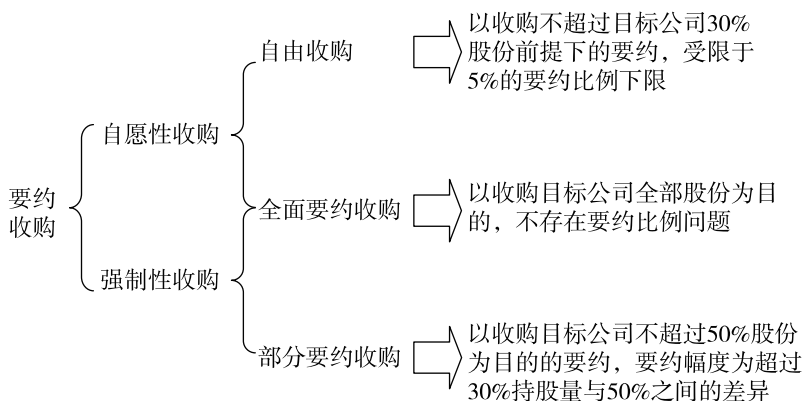 要约
收购
自愿性收购
强制性收购
自由收购
全面要约收购
部分要约收购
以收购不超过目标公司30%
股份前提下的要约，受限于
5%的要约比例下限
以收购目标公司全部股份为目
的，不存在要约比例问题
以收购目标公司不超过50%股份
为目的的要约，要约幅度为超过
30%持股量与50%之间的差异